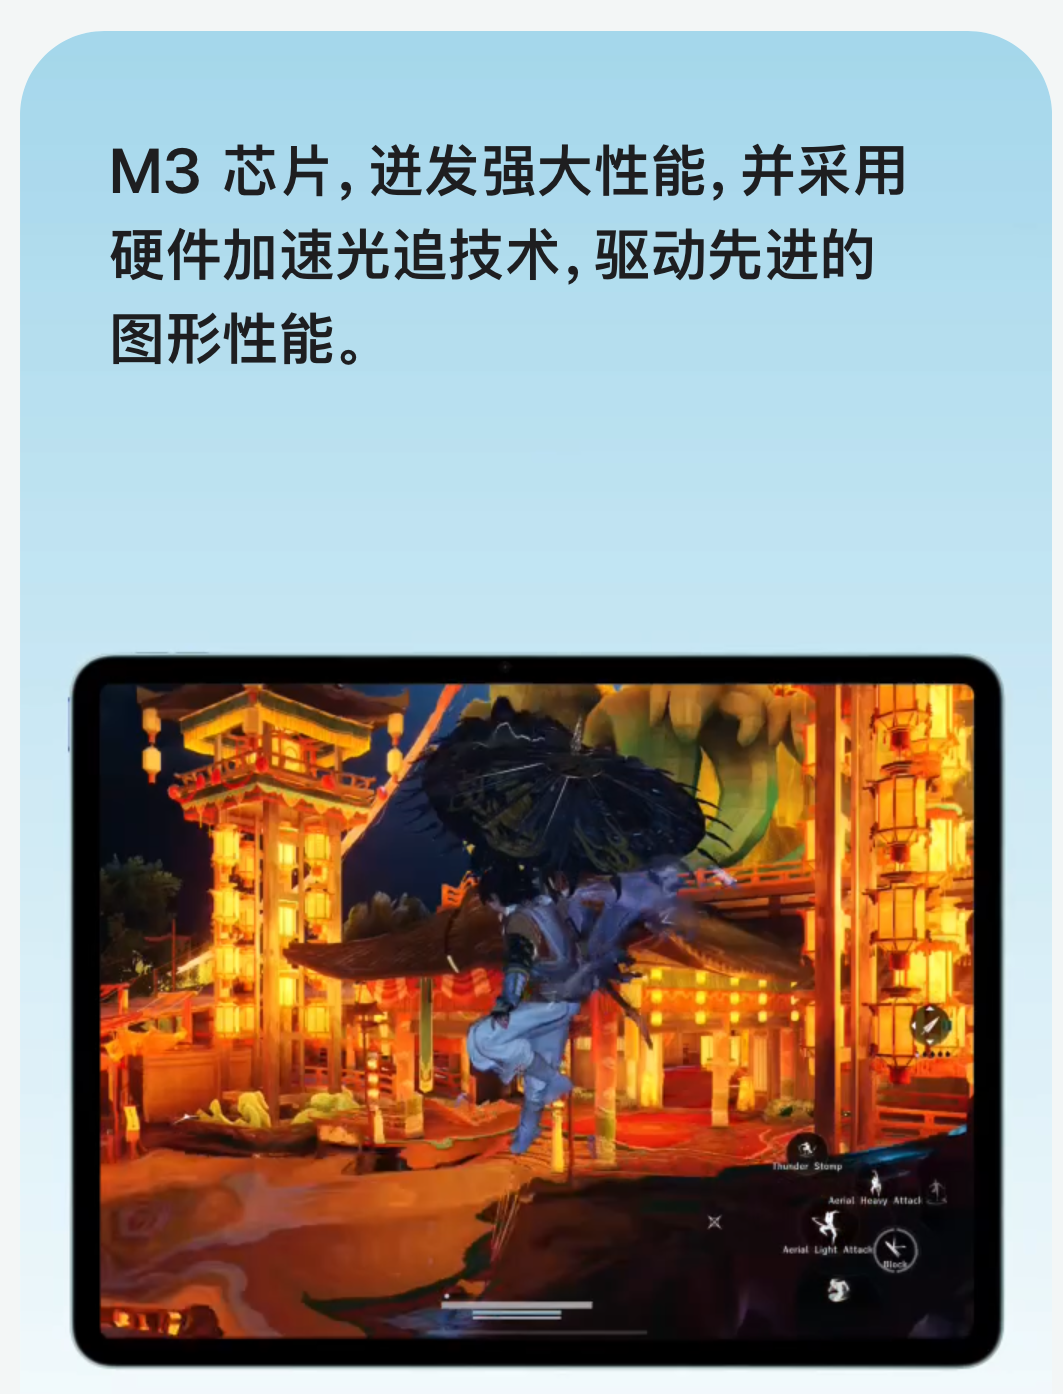 M3 芯片，迸发强大性能，并采用
硬件加速光追技术，驱动先进的
图形性能。
Thunder Stomp
Aerial Heavy Attack
Aerial Light Attack
Block